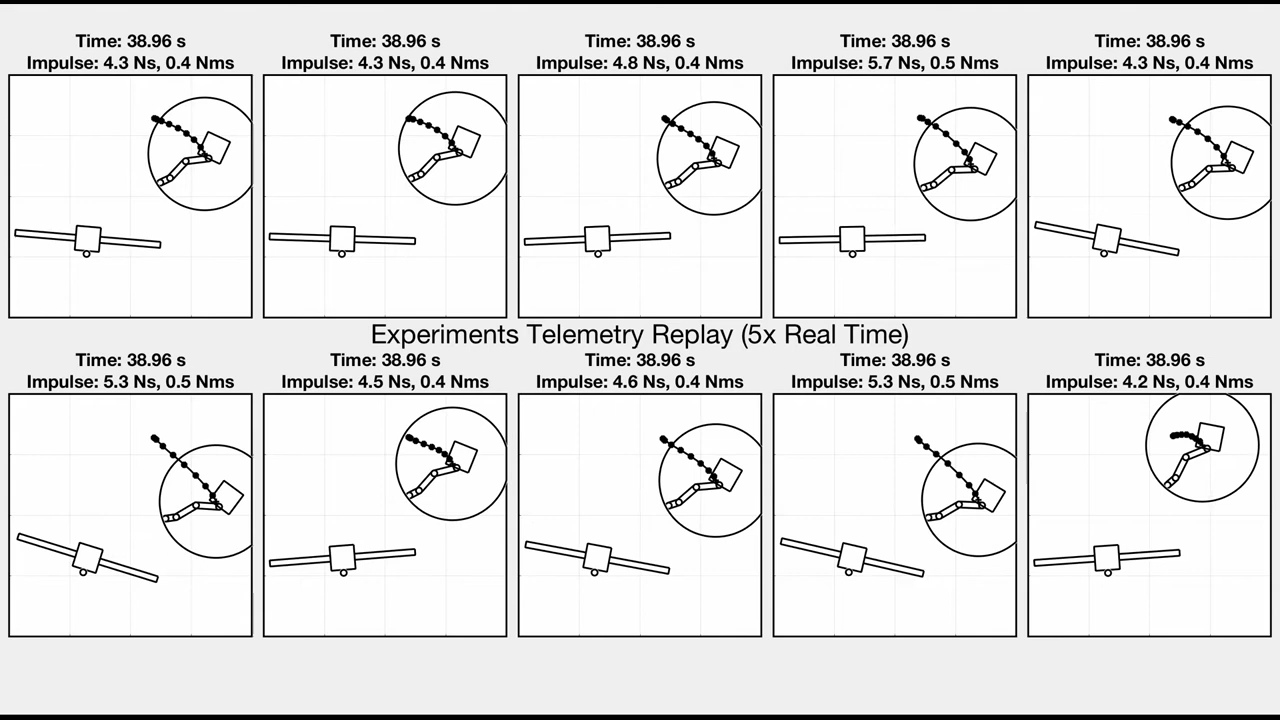 Time: 38.96 s
Impulse: 4.3 Ns, 0.4 Nms
Time: 38.96 s
Impulse: 4.3 Ns, 0.4 Nms
Time: 38.96 s
Impulse: 4.8 Ns, 0.4 Nms
Time: 38.96 s
Impulse: 5.7 Ns, 0.5 Nms
Time: 38.96 s
Impulse: 4.3 Ns, 0.4 Nms
Experiments Telemetry Replay (5x Real Time)
Time: 38.96 s
Impulse: 5.3 Ns, 0.5 Nms
Time: 38.96 s
Impulse: 4.5 Ns, 0.4 Nms
Time: 38.96 s
Impulse: 4.6 Ns, 0.4 Nms
Time: 38.96 s
Impulse: 5.3 Ns, 0.5 Nms
Time: 38.96 s
Impulse: 4.2 Ns, 0.4 Nms